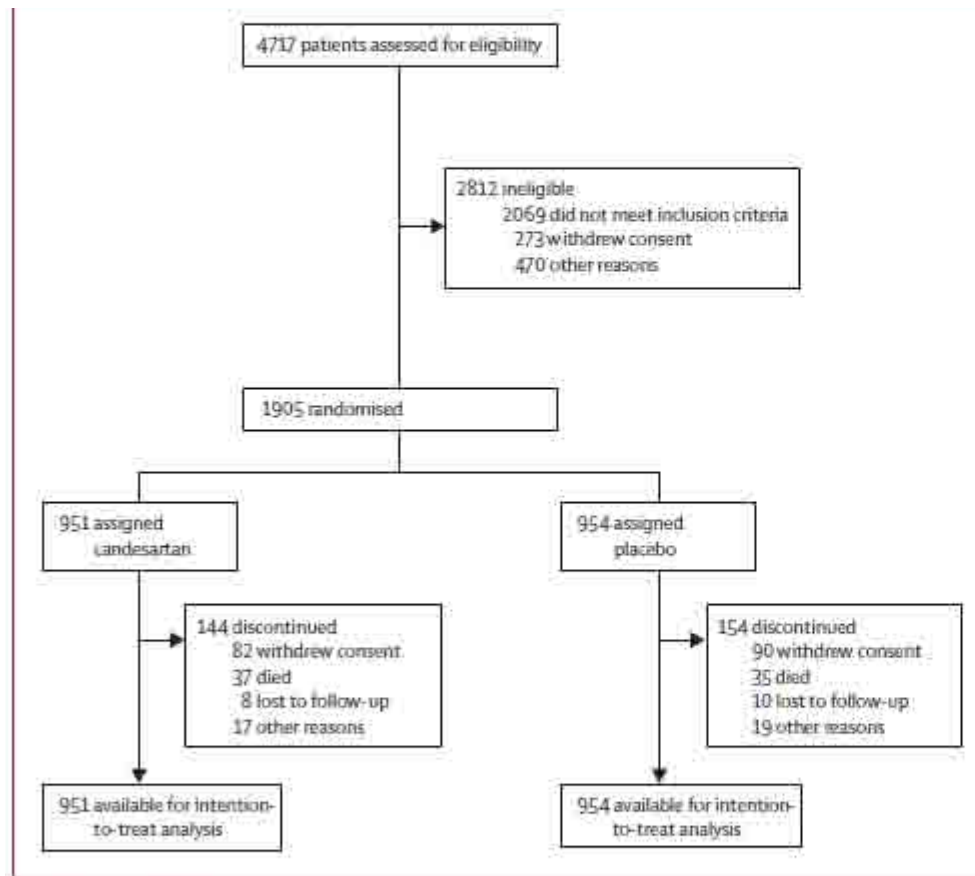 4717 patients assessed for eligibility
2812 ineligible
2069 did not meet inclusion criteria
273 withdrew consent
470 other reasons
1905 randomised
951 assigned
candesartan
954 assigned
placebo
144 discontinued
82 withdrew consent
37 died
8 lost to follow-up
17 other reasons
154 discontinued
90 withdrew consent
35 died
10 lost to follow-up
19 other reasons
951 available for intention-
to-treat analysis
954 available for intention-
to-treat analysis